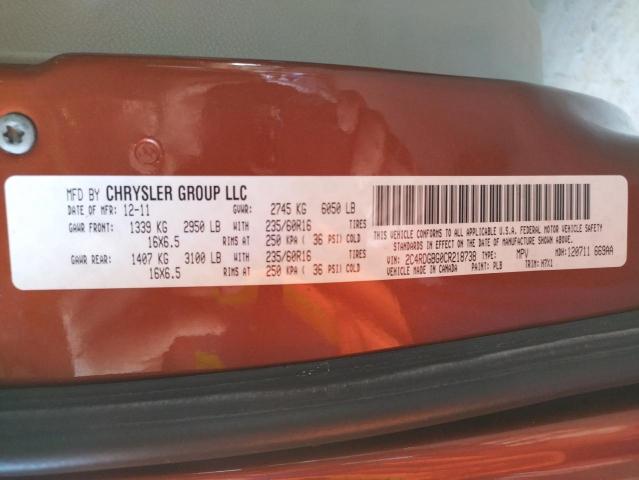 MFD BY CHRYSLER GROUP LLC
DATE OF MFR: 12-11 GVWR: 2745 KG 6050 LB
GAWR FRONT: 1339 KG 2950 LB WITH 235/60R16 TIRES
16X6.5 RIMS AT 250 KPA ( 36 PSI) COLD
GAWR REAR: 1407 KG 3100 LB WITH 235/60R16 TIRES
16X6.5 RIMS AT 250 KPA ( 36 PSI) COLD
THIS VEHICLE CONFORMS TO ALL APPLICABLE U.S.A. FEDERAL MOTOR VEHICLE SAFETY
STANDARDS IN EFFECT ON THE DATE OF MANUFACTURE SHOWN ABOVE.
VIN: 2C4RDGBG0CR218738 TYPE: MPV MDH: 120711 669AA
VEHICLE MADE IN CANADA PAINT: PLB TRIM: H7X1